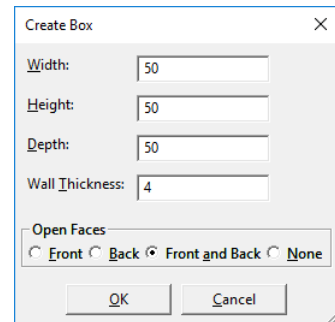 Create Box
Width: 50
Height: 50
Depth: 50
Wall Thickness: 4
Open Faces
Front Back Front and Back None
OK Cancel